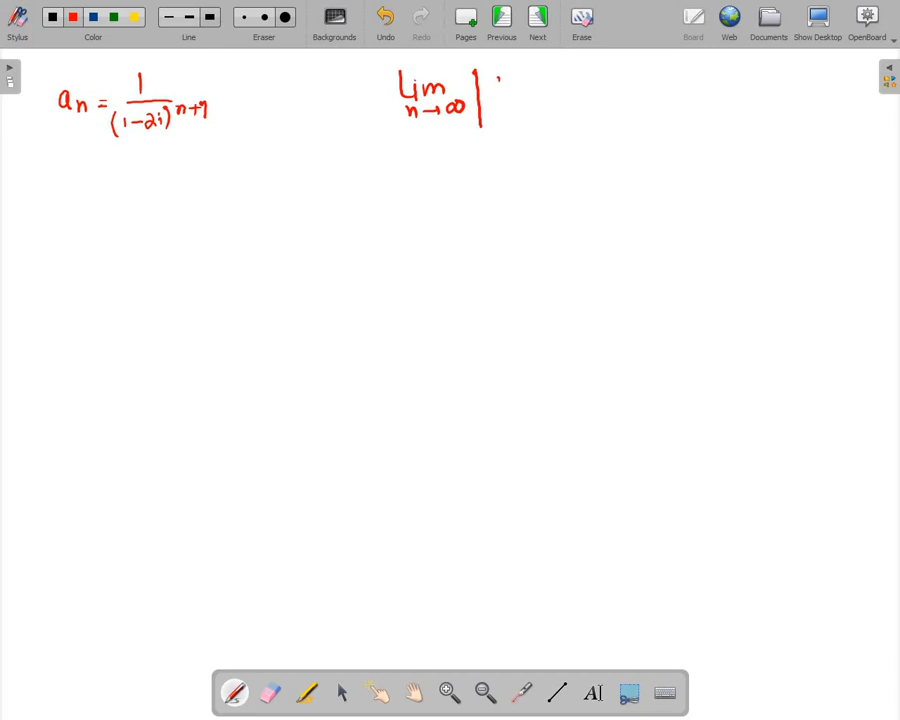 Stylus Color Line Eraser Backgrounds Undo Redo Pages Previous Next Erase Board Web Documents Show Desktop OpenBoard
a_n = 1/(1-2i)^{n+9}
Lim n→∞ |